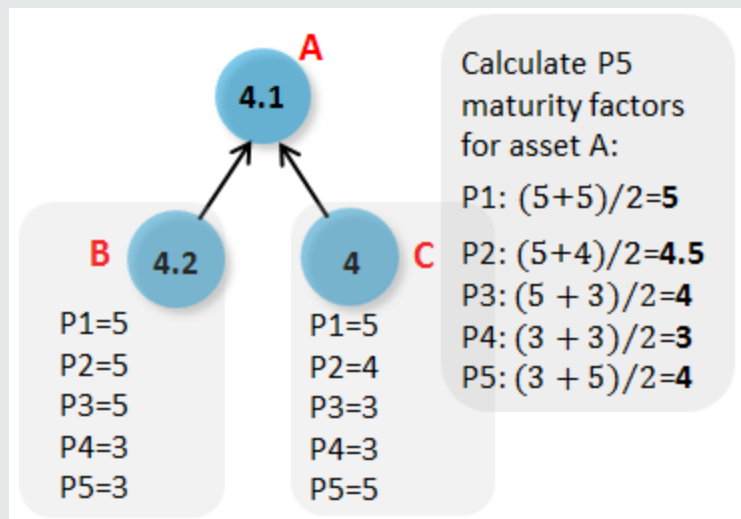 A
4.1
B
4.2
P1=5
P2=5
P3=5
P4=3
P5=3
4
C
P1=5
P2=4
P3=3
P4=3
P5=5
Calculate P5
maturity factors
for asset A:
P1: (5+5)/2=5
P2: (5+4)/2=4.5
P3: (5 + 3)/2=4
P4: (3 + 3)/2=3
P5: (3 + 5)/2=4